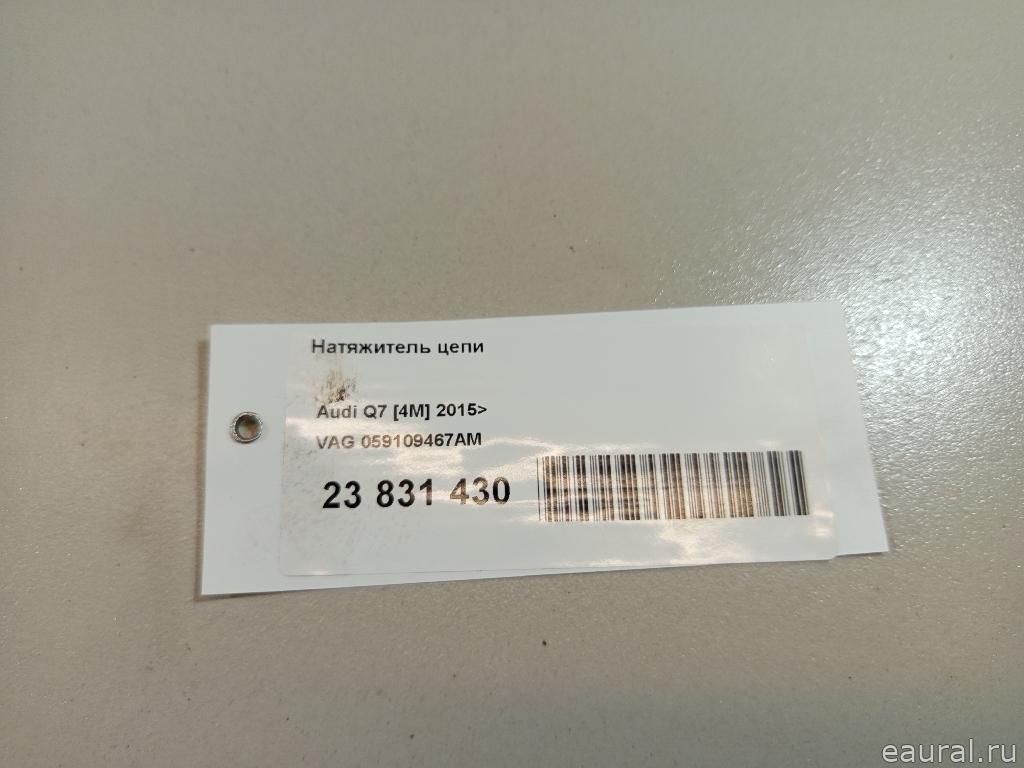 Натяжитель цепи
Audi Q7 [4M] 2015>
VAG 059109467AM
23 831 430
eaural.ru